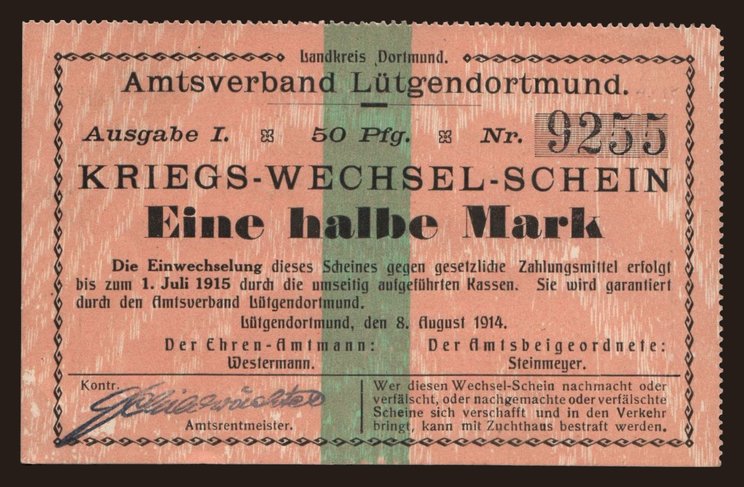 Landkreis Dortmund.
Amtsverband Lütgendortmund.
Ausgabe I. 50 Pfg. Nr. 9255
KRIEGS-WECHSEL-SCHEIN
Eine halbe Mark
Die Einwechselung dieses Scheines gegen gesetzliche Zahlungsmittel erfolgt
bis zum 1. Juli 1915 durch die umseitig aufgeführten Kassen. Sie wird garantiert
durch den Amtsverband Lütgendortmund.
Lütgendortmund, den 8. August 1914.
Der Ehren-Amtmann: Der Amtsbeigeordnete:
Westermann. Steinmeyer.
Kontr.
Amtsrentmeister.
Wer diesen Wechsel-Schein nachmacht oder
verfälscht, oder nachgemachte oder verfälschte
Scheine sich verschafft und in den Verkehr
bringt, kann mit Zuchthaus bestraft werden.